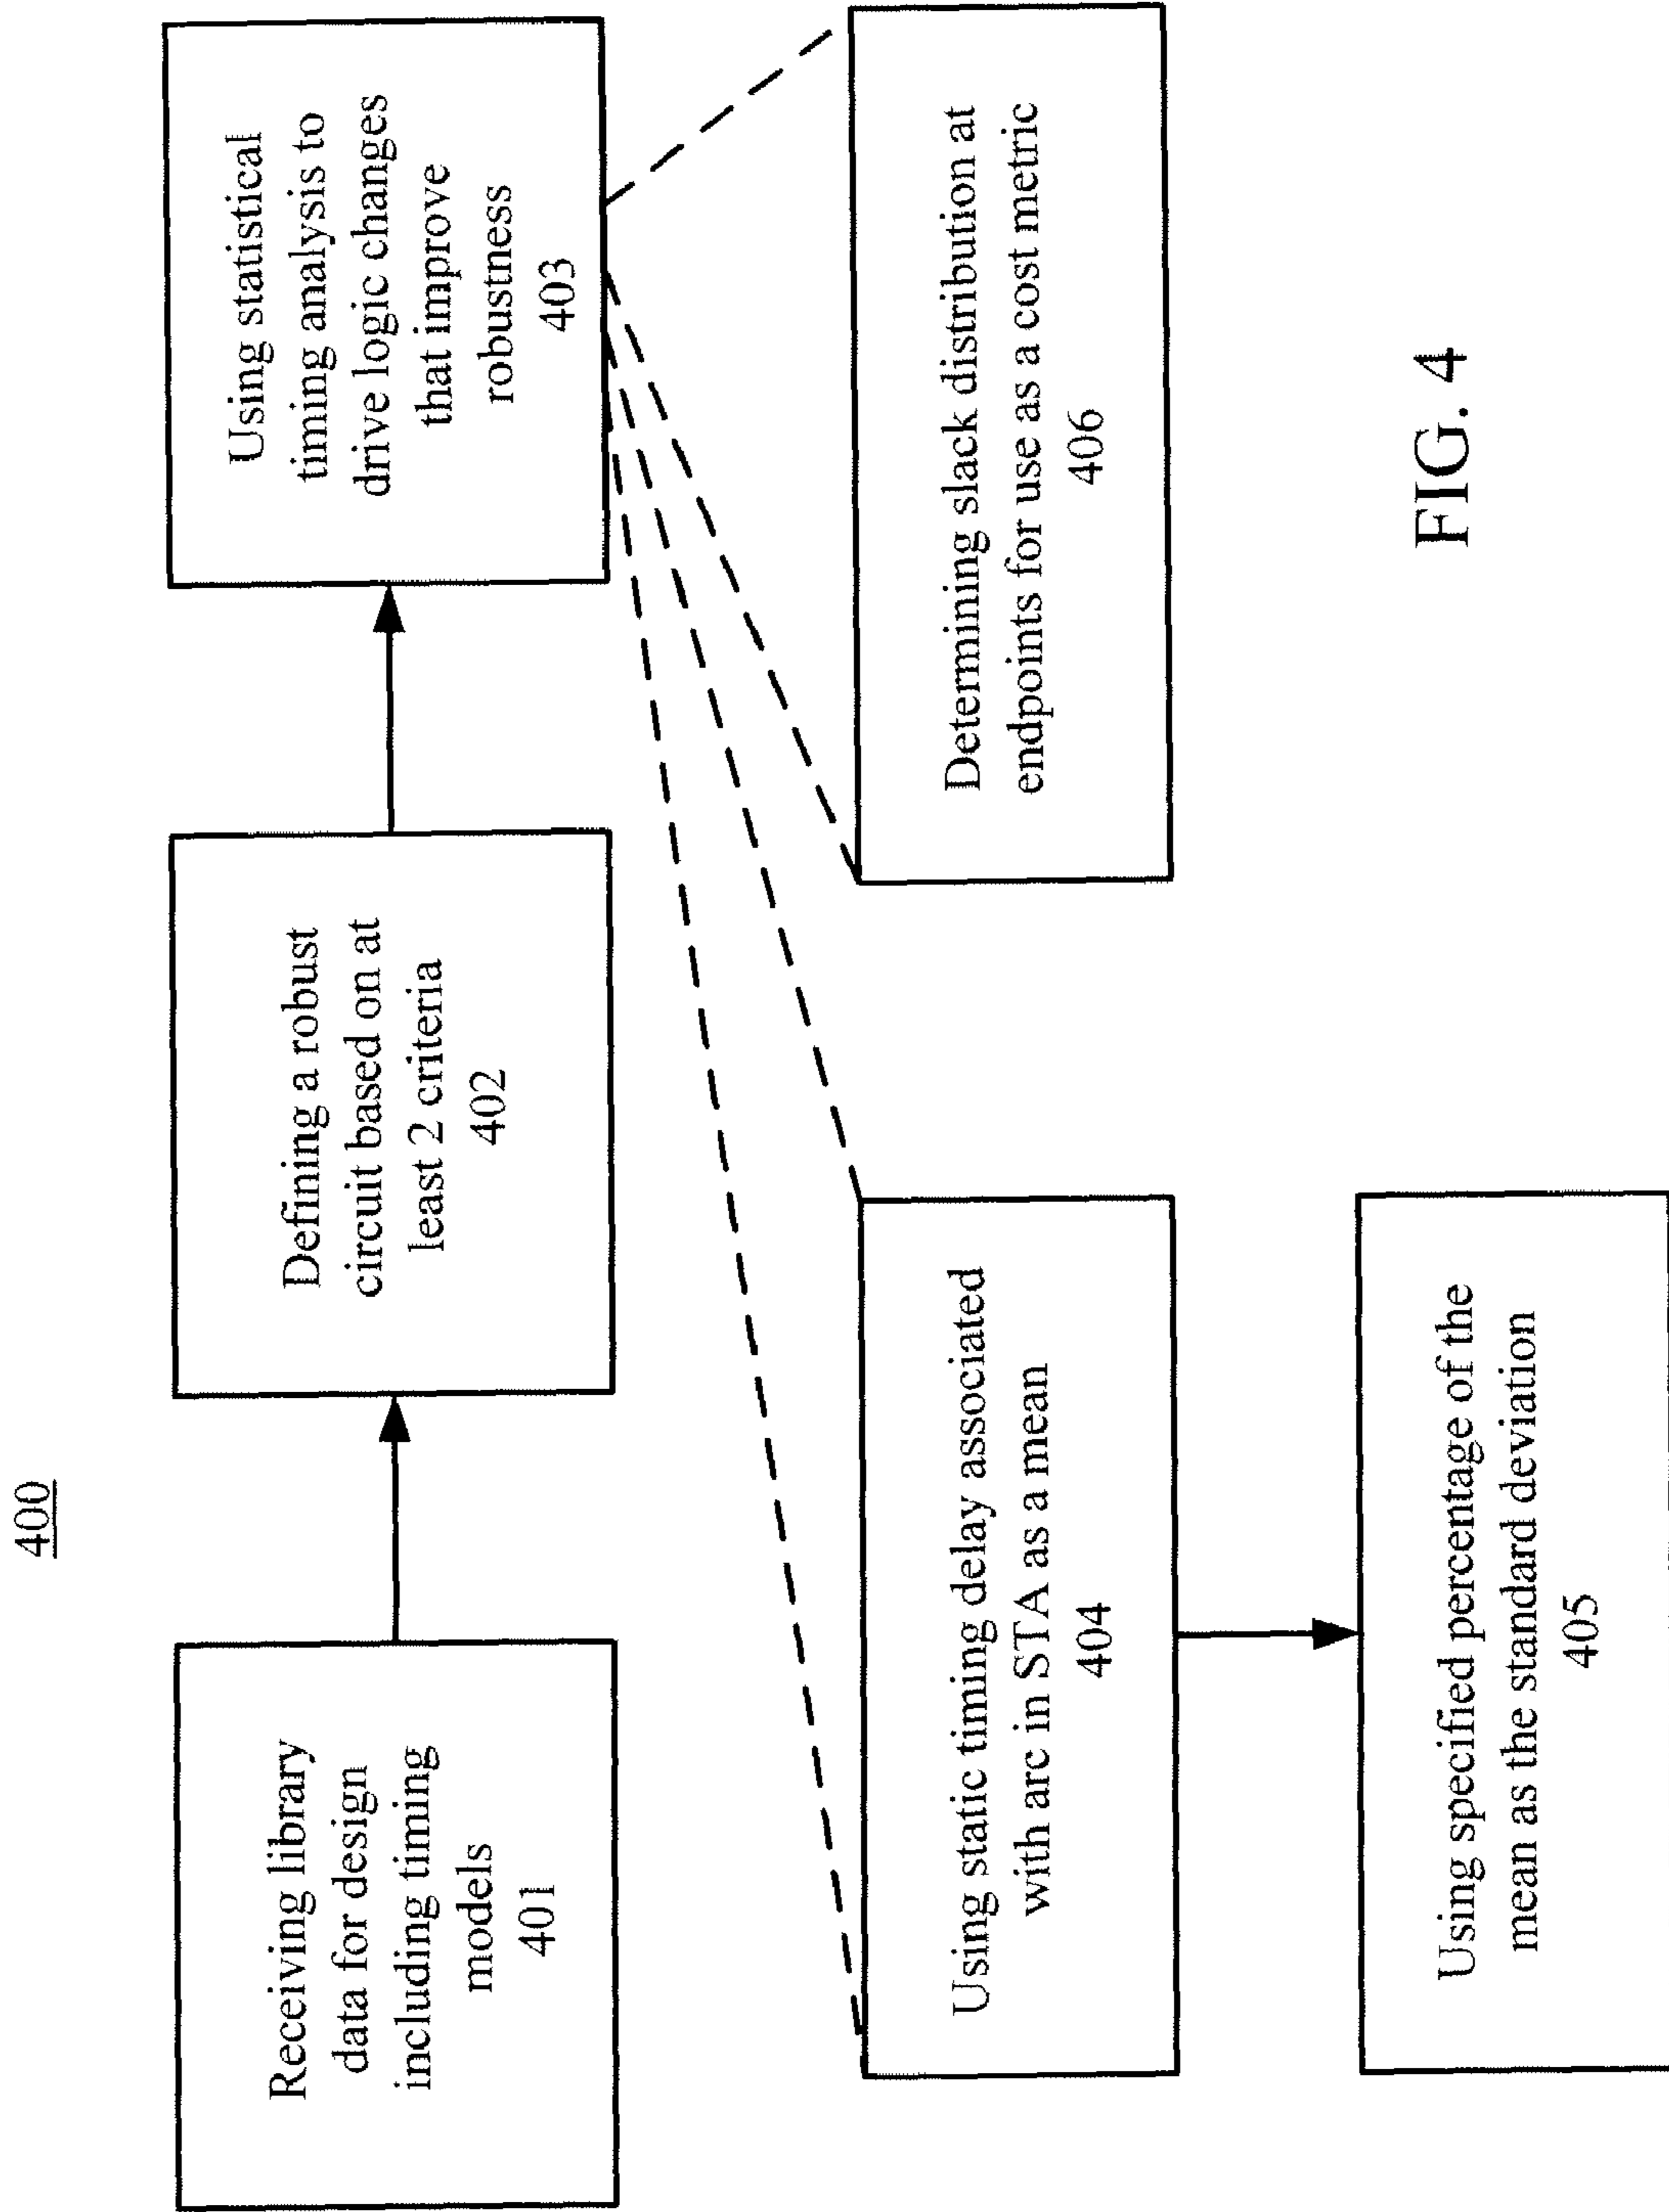 400
Receiving library
data for design
including timing
models
401
Defining a robust
circuit based on at
least 2 criteria
402
Using statistical
timing analysis to
drive logic changes
that improve
robustness
403
Using static timing delay associated
with arc in STA as a mean
404
Determining slack distribution at
endpoints for use as a cost metric
406
Using specified percentage of the
mean as the standard deviation
405
FIG. 4